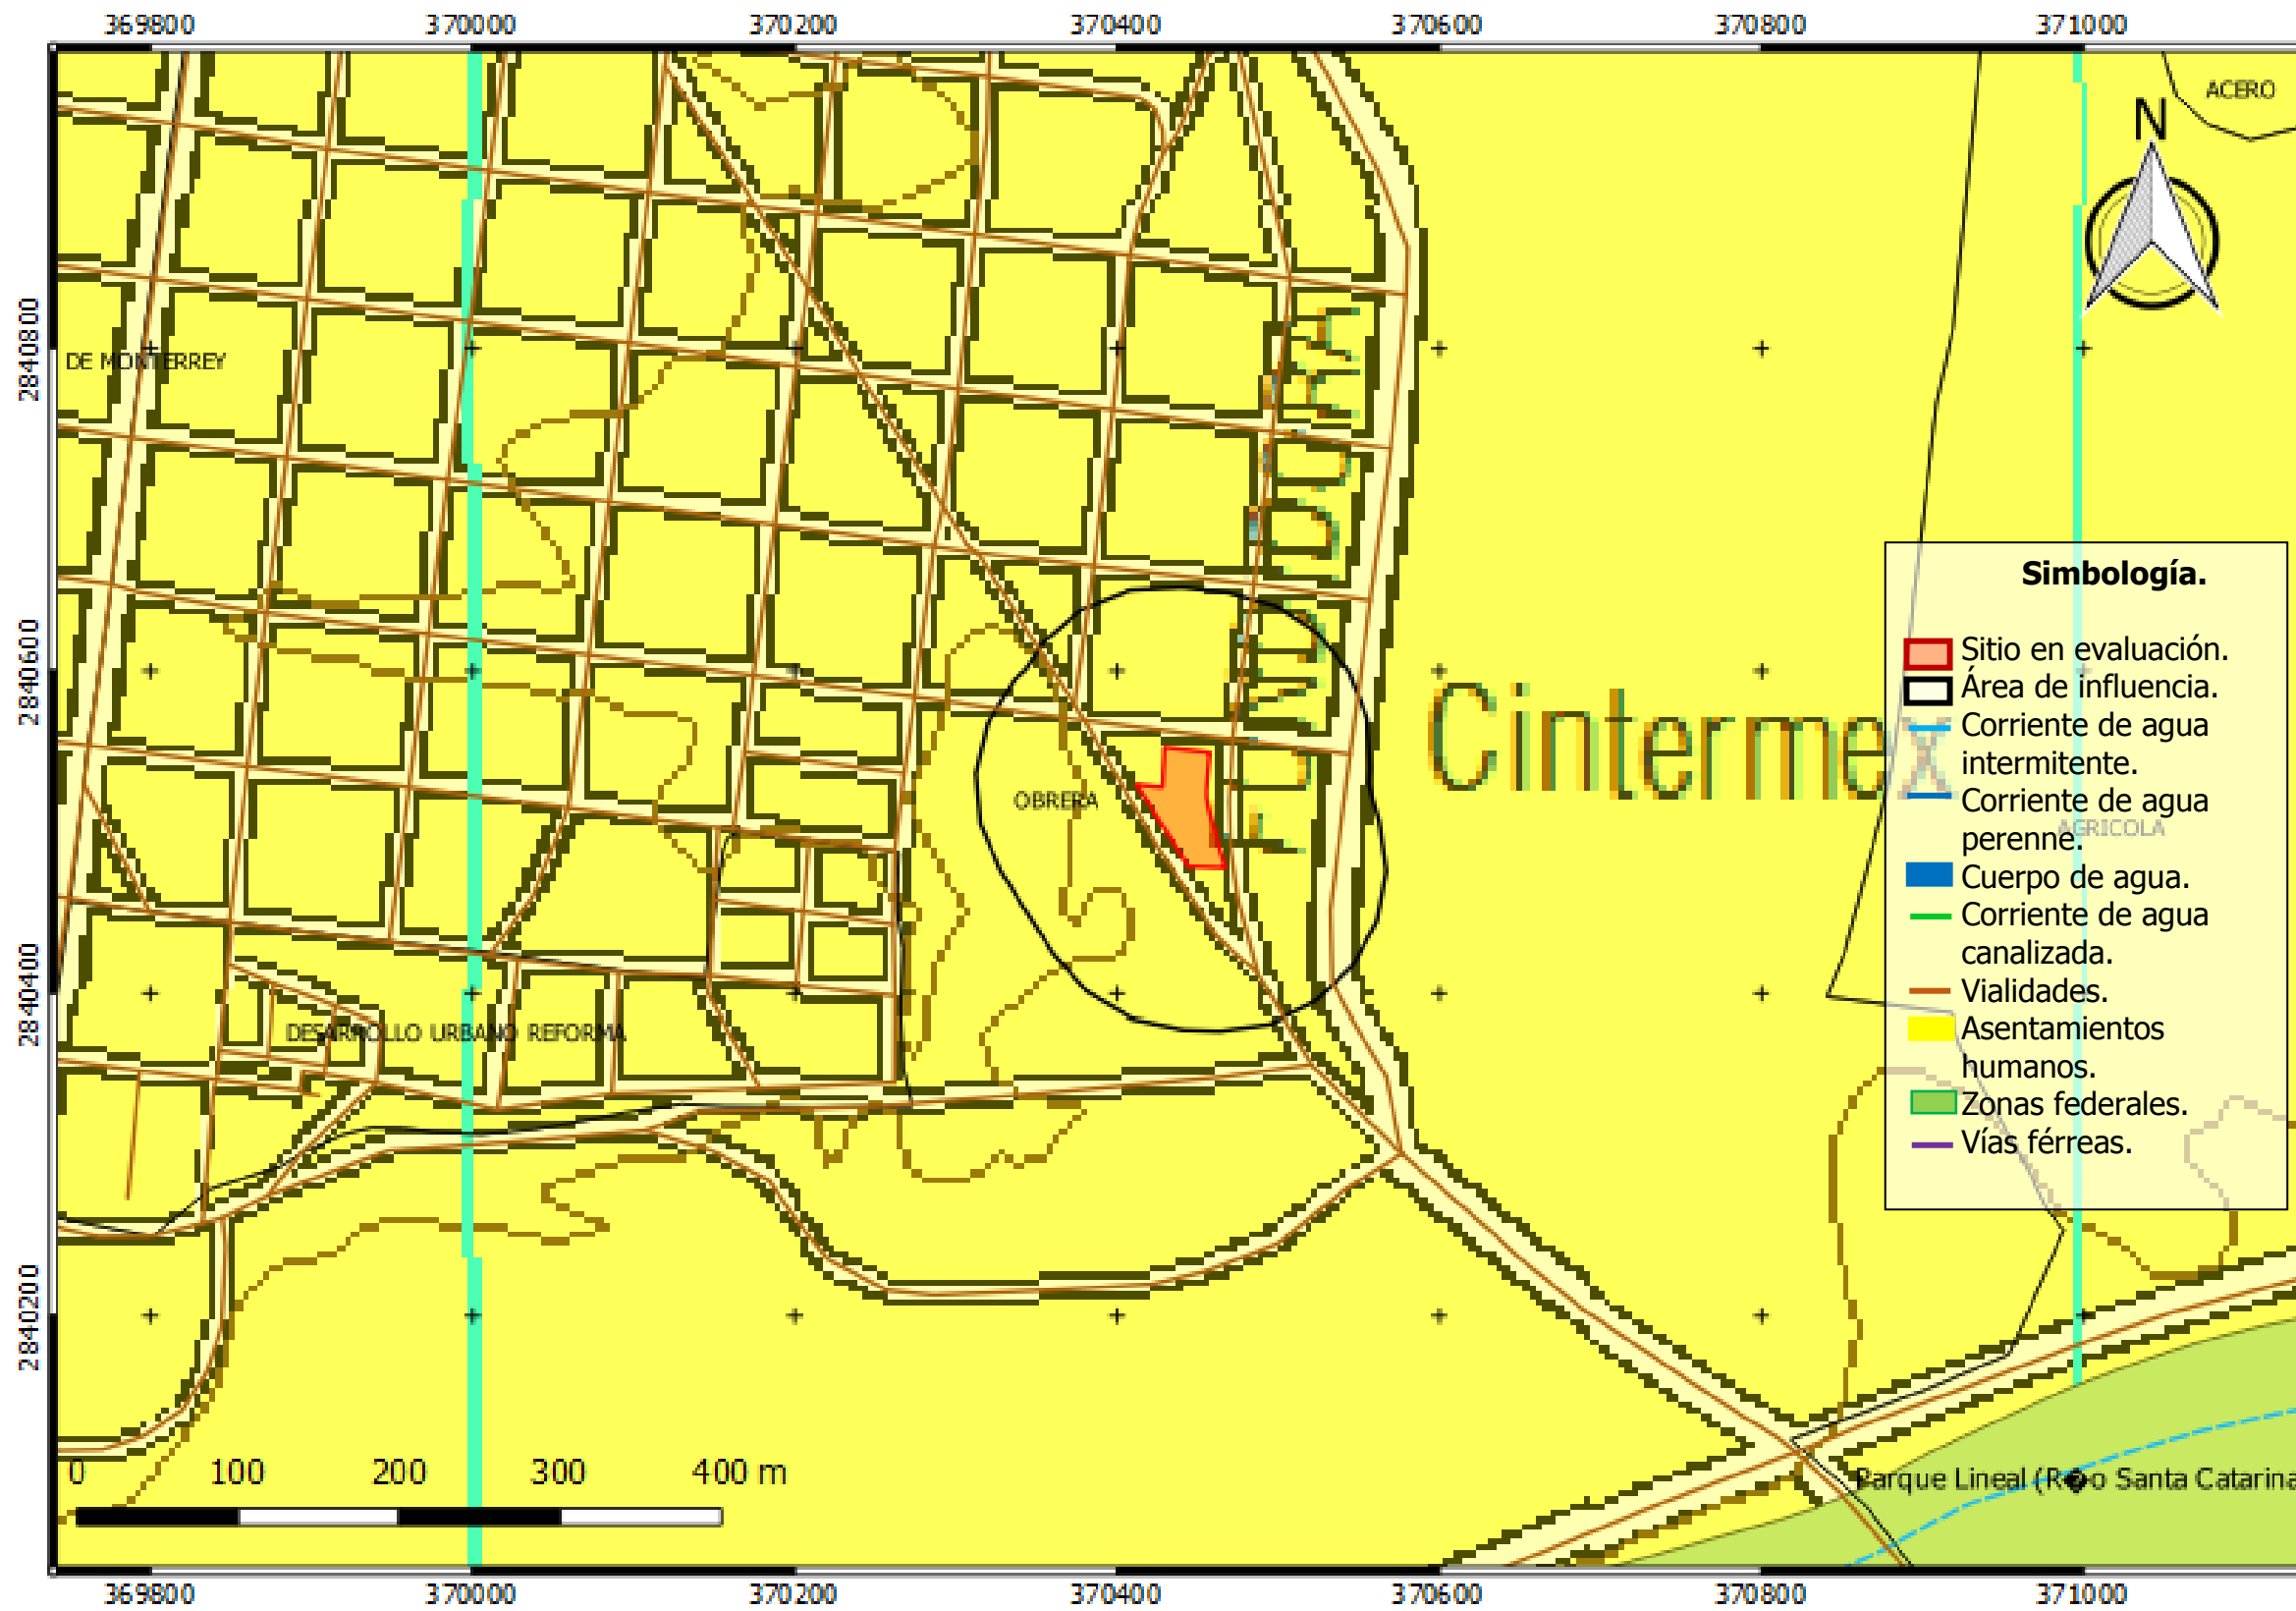 369800 370000 370200 370400 370600 370800 371000
ACERO
N
2840800
DE MONTERREY
FUNDIDORA
Simbología.
Sitio en evaluación.
Área de influencia.
Corriente de agua
intermitente.
Corriente de agua
perenne.
Cuerpo de agua.
Corriente de agua
canalizada.
Vialidades.
Asentamientos
humanos.
Zonas federales.
Vías férreas.
2840600
Cintermex
OBRERA
AGRICOLA
2840400
DESARROLLO URBANO REFORMA
2840200
0 100 200 300 400 m
Parque Lineal (R�o Santa Catarina
369800 370000 370200 370400 370600 370800 371000